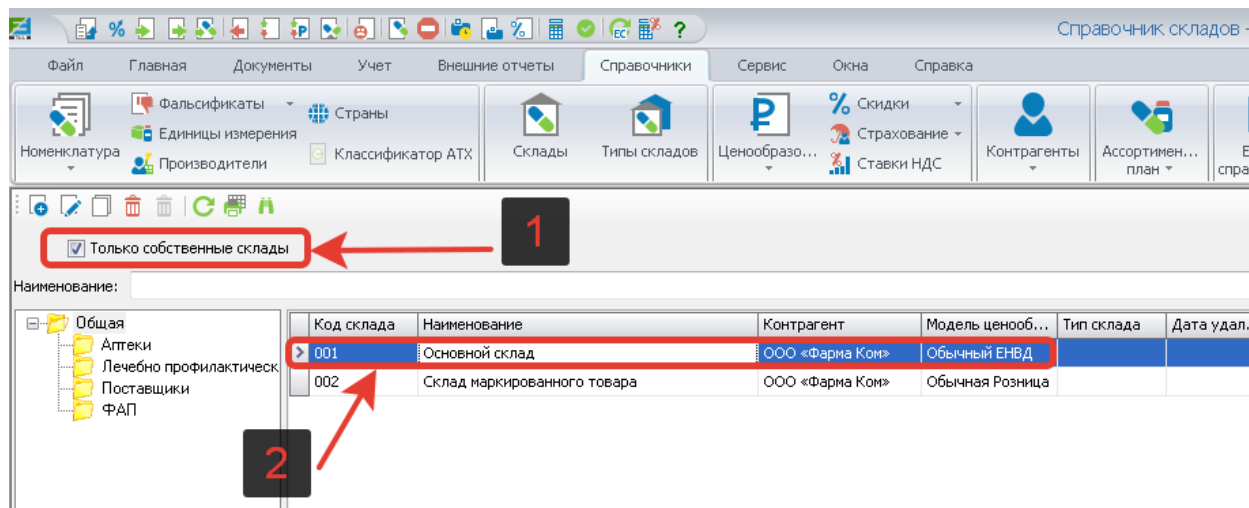 Справочник складов -
Файл Главная Документы Учет Внешние отчеты Справочники Сервис Окна Справка
Номенклатура
Фальсификаты
Единицы измерения
Производители
Страны
Классификатор АТХ
Склады
Типы складов
Ценообразо...
Скидки
Страхование
Ставки НДС
Контрагенты
Ассортимен...
план
Е
спра
1
Только собственные склады
Наименование:
Общая
Аптеки
Лечебно профилактическ
Поставщики
ФАП
Код склада Наименование Контрагент Модель ценооб... Тип склада Дата удал.
001 Основной склад ООО «Фарма Ком» Обычный ЕНВД
002 Склад маркированного товара ООО «Фарма Ком» Обычная Розница
2